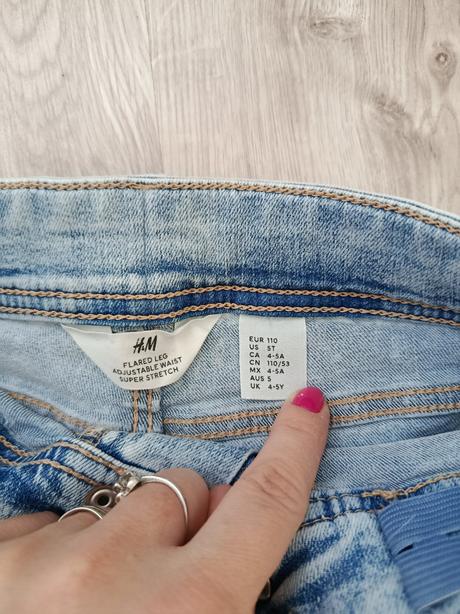 H&M
FLARED LEG
ADJUSTABLE WAIST
SUPER STRETCH
EUR 110
US 5T
CA 4-5A
CN 110/53
MX 4-5A
AUS 5
UK 4-5Y